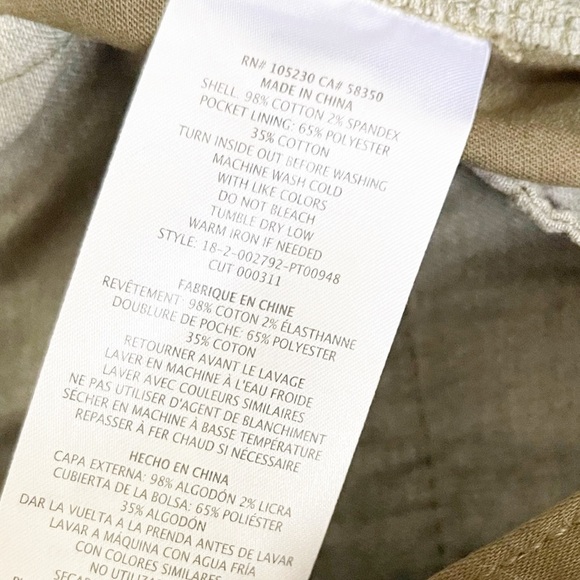 RN# 105230 CA# 58350
MADE IN CHINA
SHELL: 98% COTTON 2% SPANDEX
POCKET LINING: 65% POLYESTER
35% COTTON
TURN INSIDE OUT BEFORE WASHING
MACHINE WASH COLD
WITH LIKE COLORS
DO NOT BLEACH
TUMBLE DRY LOW
WARM IRON IF NEEDED
STYLE: 18-2-002792-PT00948
CUT 000311
FABRIQUE EN CHINE
REVÊTEMENT: 98% COTON 2% ÉLASTHANNE
DOUBLURE DE POCHE: 65% POLYESTER
35% COTON
RETOURNER AVANT LE LAVAGE
LAVER EN MACHINE À L'EAU FROIDE
LAVER AVEC COULEURS SIMILAIRES
NE PAS UTILISER D'AGENT DE BLANCHIMENT
SÉCHER EN MACHINE À BASSE TEMPÉRATURE
REPASSER À FER CHAUD SI NÉCESSAIRE
HECHO EN CHINA
CAPA EXTERNA: 98% ALGODÓN 2% LICRA
CUBIERTA DE LA BOLSA: 65% POLIÉSTER
35% ALGODÓN
DAR LA VUELTA A LA PRENDA ANTES DE LAVAR
LAVAR A MÁQUINA CON AGUA FRÍA
CON COLORES SIMILARES
NO UTILIZAR